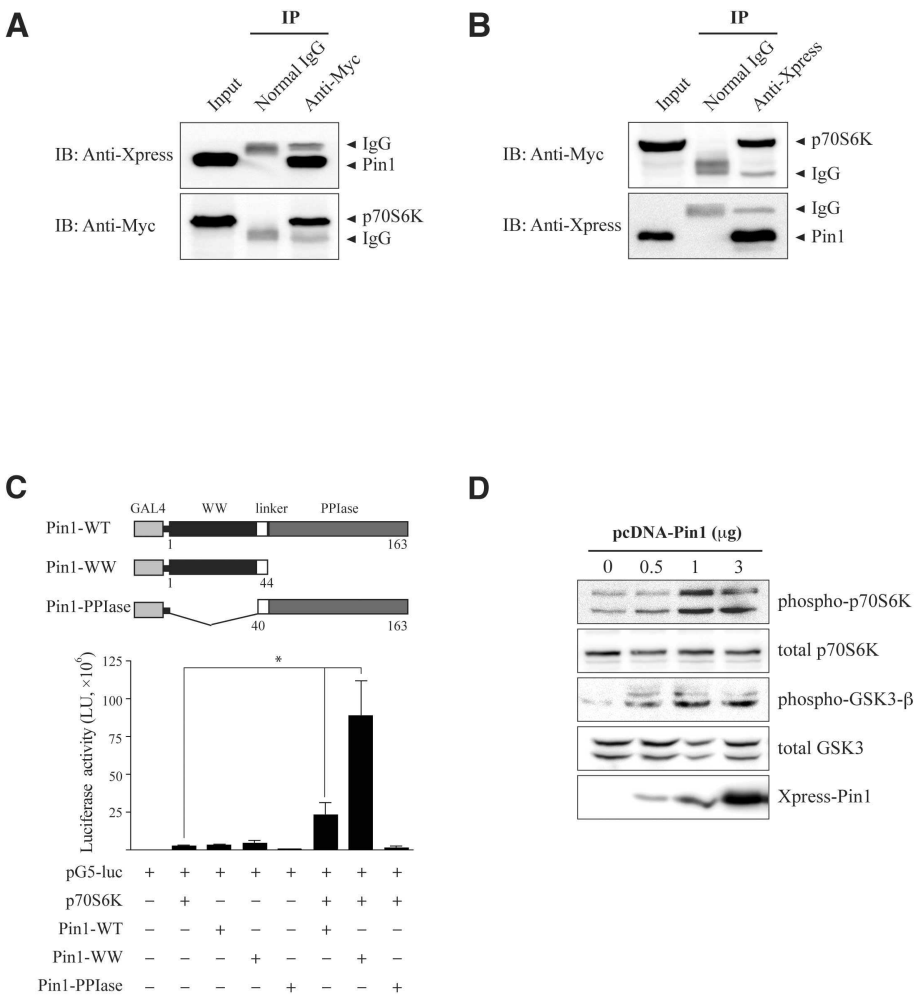 A
IP
Input
Normal IgG
Anti-Myc
IB: Anti-Xpress
◄ IgG
◄ Pin1
IB: Anti-Myc
◄ p70S6K
◄ IgG
B
IP
Input
Normal IgG
Anti-Xpress
IB: Anti-Myc
◄ p70S6K
◄ IgG
IB: Anti-Xpress
◄ IgG
◄ Pin1
C
GAL4 WW linker PPIase
Pin1-WT
1 163
Pin1-WW
1 44
Pin1-PPIase
40 163
Luciferase activity (LU, ×10⁶)
125
100
75
50
25
*
pG5-luc + + + + + + + +
p70S6K – + – – – + + +
Pin1-WT – – + – – + – –
Pin1-WW – – – + – – + –
Pin1-PPIase – – – – + – – +
D
pcDNA-Pin1 (µg)
0 0.5 1 3
phospho-p70S6K
total p70S6K
phospho-GSK3-β
total GSK3
Xpress-Pin1